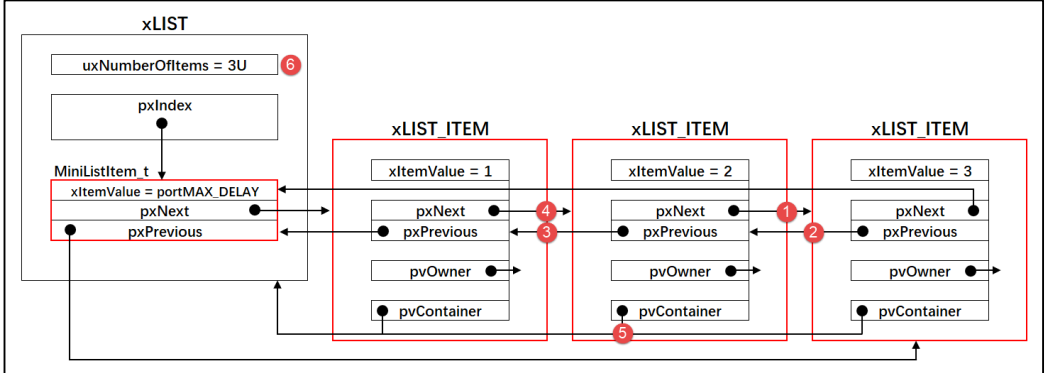 xLIST
uxNumberOfItems = 3U 6
pxIndex
xLIST_ITEM xLIST_ITEM xLIST_ITEM
MiniListItem_t xItemValue = 1 xItemValue = 2 xItemValue = 3
xItemValue = portMAX_DELAY
pxNext pxNext 4 pxNext 1 pxNext
pxPrevious pxPrevious 3 pxPrevious 2 pxPrevious
pvOwner pvOwner pvOwner
pvContainer pvContainer pvContainer
5